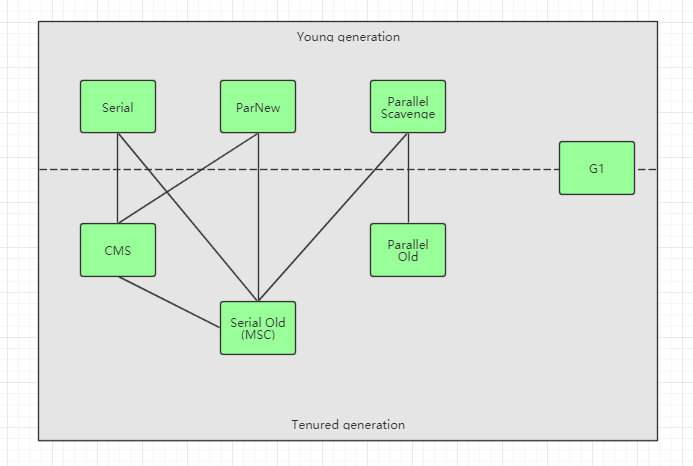 Young generation
Serial
ParNew
Parallel
Scavenge
G1
CMS
Parallel
Old
Serial Old
(MSC)
Tenured generation